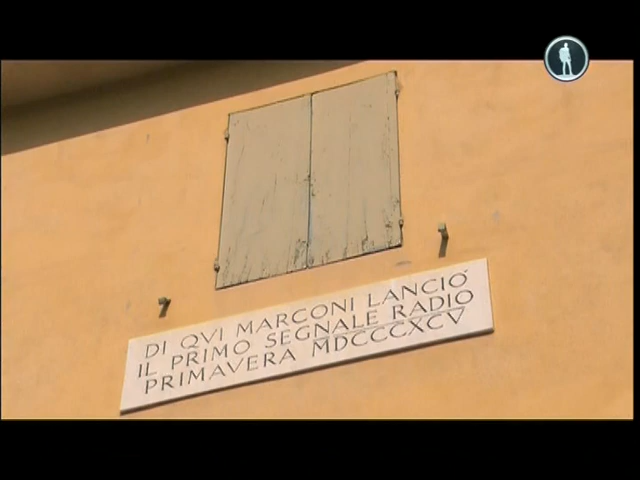 DI QVI MARCONI LANCIÒ
IL PRIMO SEGNALE RADIO
PRIMAVERA MDCCCXCV